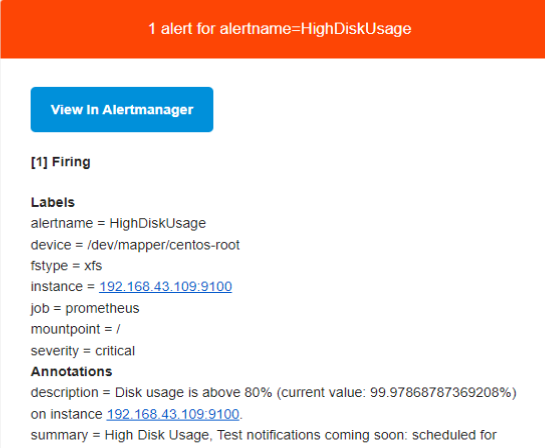 1 alert for alertname=HighDiskUsage
View In Alertmanager
[1] Firing
Labels
alertname = HighDiskUsage
device = /dev/mapper/centos-root
fstype = xfs
instance = 192.168.43.109:9100
job = prometheus
mountpoint = /
severity = critical
Annotations
description = Disk usage is above 80% (current value: 99.97868787369208%)
on instance 192.168.43.109:9100.
summary = High Disk Usage, Test notifications coming soon: scheduled for